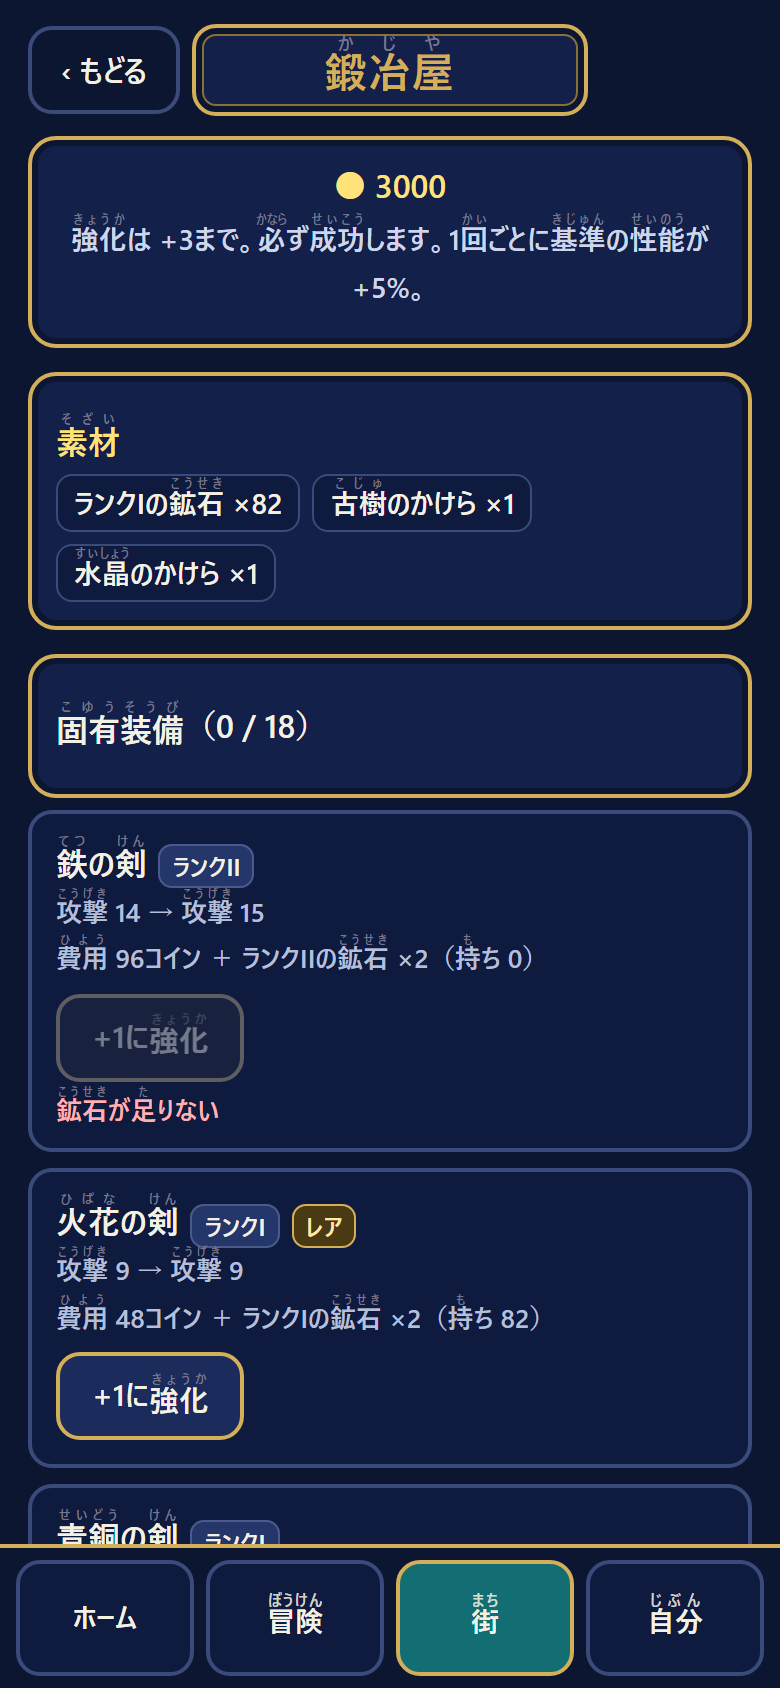 ‹ もどる
かじや
鍛冶屋
3000
きょうか かなら せいこう かい きじゅん せいのう
強化は +3まで。必ず成功します。1回ごとに基準の性能が
+5%。
そざい
素材
こうせき こじゅ
ランクIの鉱石 ×82 古樹のかけら ×1
すいしょう
水晶のかけら ×1
こゆうそうび
固有装備（0 / 18）
てつ けん
鉄の剣 ランクII
こうげき こうげき
攻撃 14 → 攻撃 15
ひよう こうせき も
費用 96コイン ＋ ランクIIの鉱石 ×2（持ち 0）
きょうか
+1に強化
こうせき た
鉱石が足りない
ひばな けん
火花の剣 ランクI レア
こうげき こうげき
攻撃 9 → 攻撃 9
ひよう こうせき も
費用 48コイン ＋ ランクIの鉱石 ×2（持ち 82）
きょうか
+1に強化
せいどう けん
青銅の剣 ランクI
ぼうけん まち じぶん
ホーム 冒険 街 自分